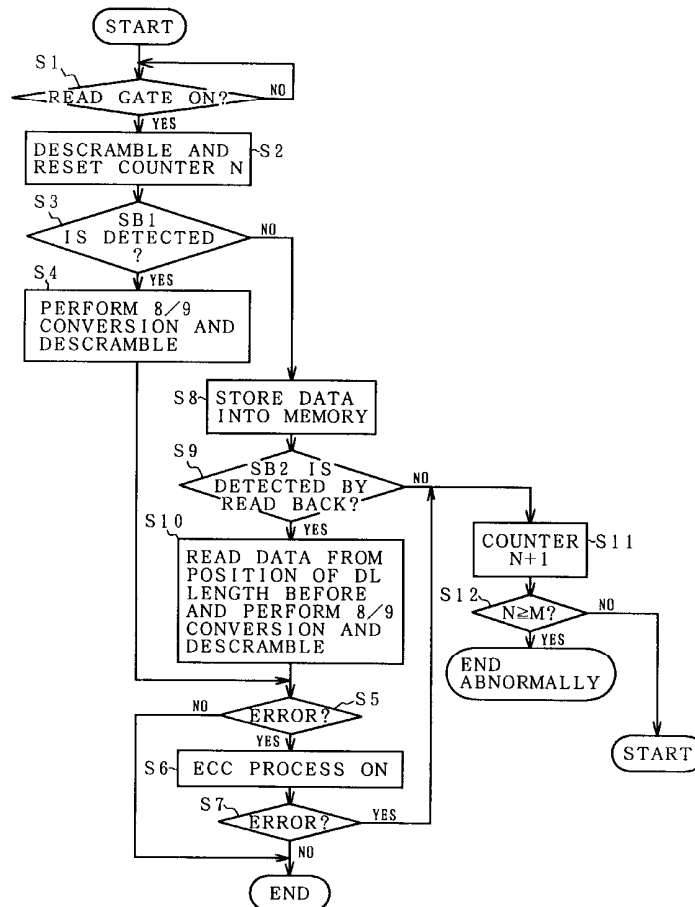 START
S1
READ GATE ON?
NO
YES
DESCRAMBLE AND
RESET COUNTER N
S2
S3
SB1
IS DETECTED
?
NO
S4
YES
PERFORM 8/9
CONVERSION AND
DESCRAMBLE
S8
STORE DATA
INTO MEMORY
S9
SB2 IS
DETECTED BY
READ BACK?
NO
S10
YES
READ DATA FROM
POSITION OF DL
LENGTH BEFORE
AND PERFORM 8/9
CONVERSION AND
DESCRAMBLE
COUNTER
N+1
S11
S12
N≧M?
NO
YES
END
ABNORMALLY
START
NO
ERROR?
S5
YES
S6
ECC PROCESS ON
S7
ERROR?
YES
NO
END